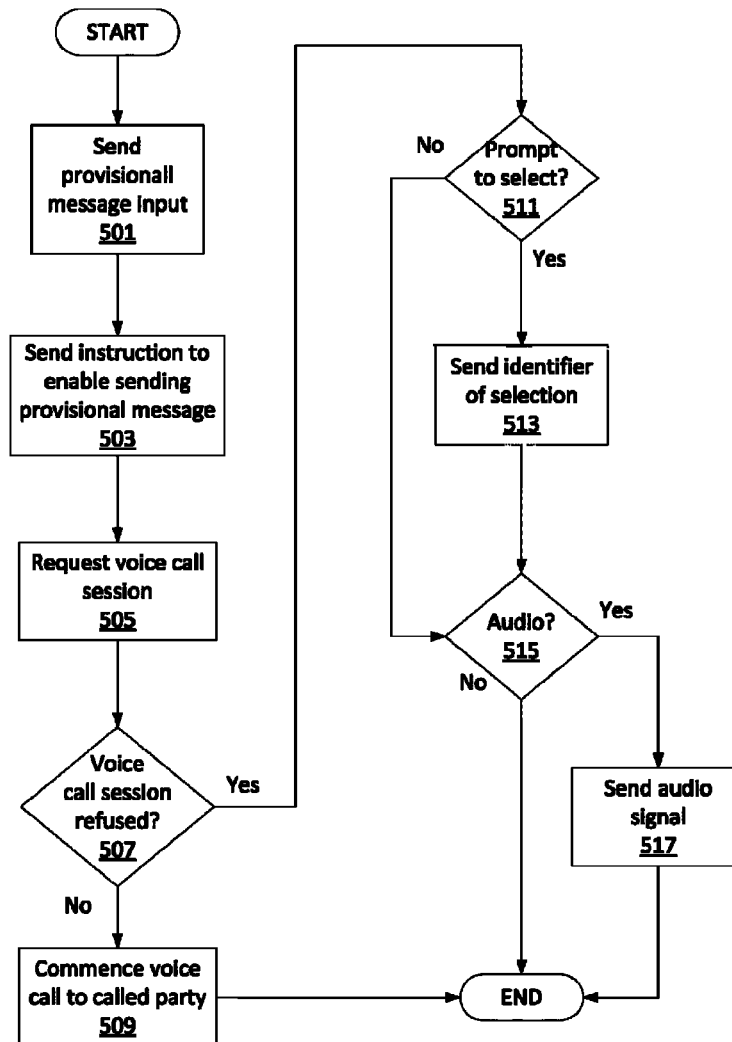 START
Send
provisionall
message input
501
Send instruction to
enable sending
provisional message
503
Request voice call
session
505
Voice
call session
refused?
507
Yes
No
Commence voice
call to called party
509
Prompt
to select?
511
No
Yes
Send identifier
of selection
513
Audio?
515
Yes
No
Send audio
signal
517
END